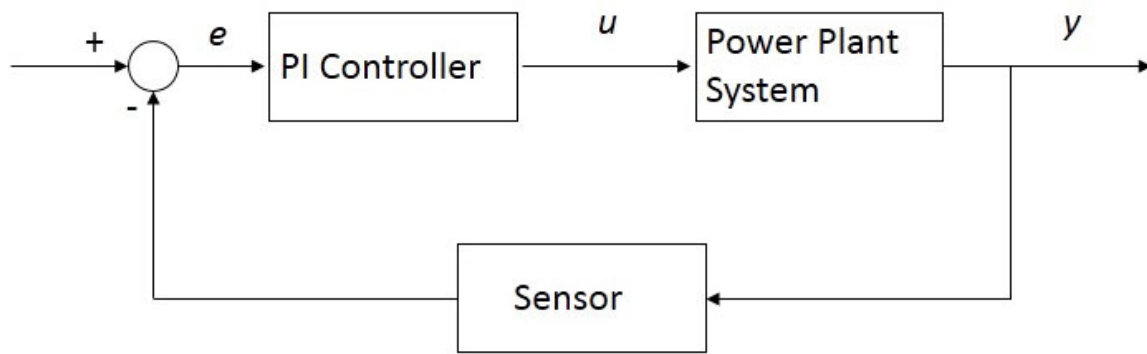 +
e
PI Controller
u
Power Plant
System
y
-
Sensor